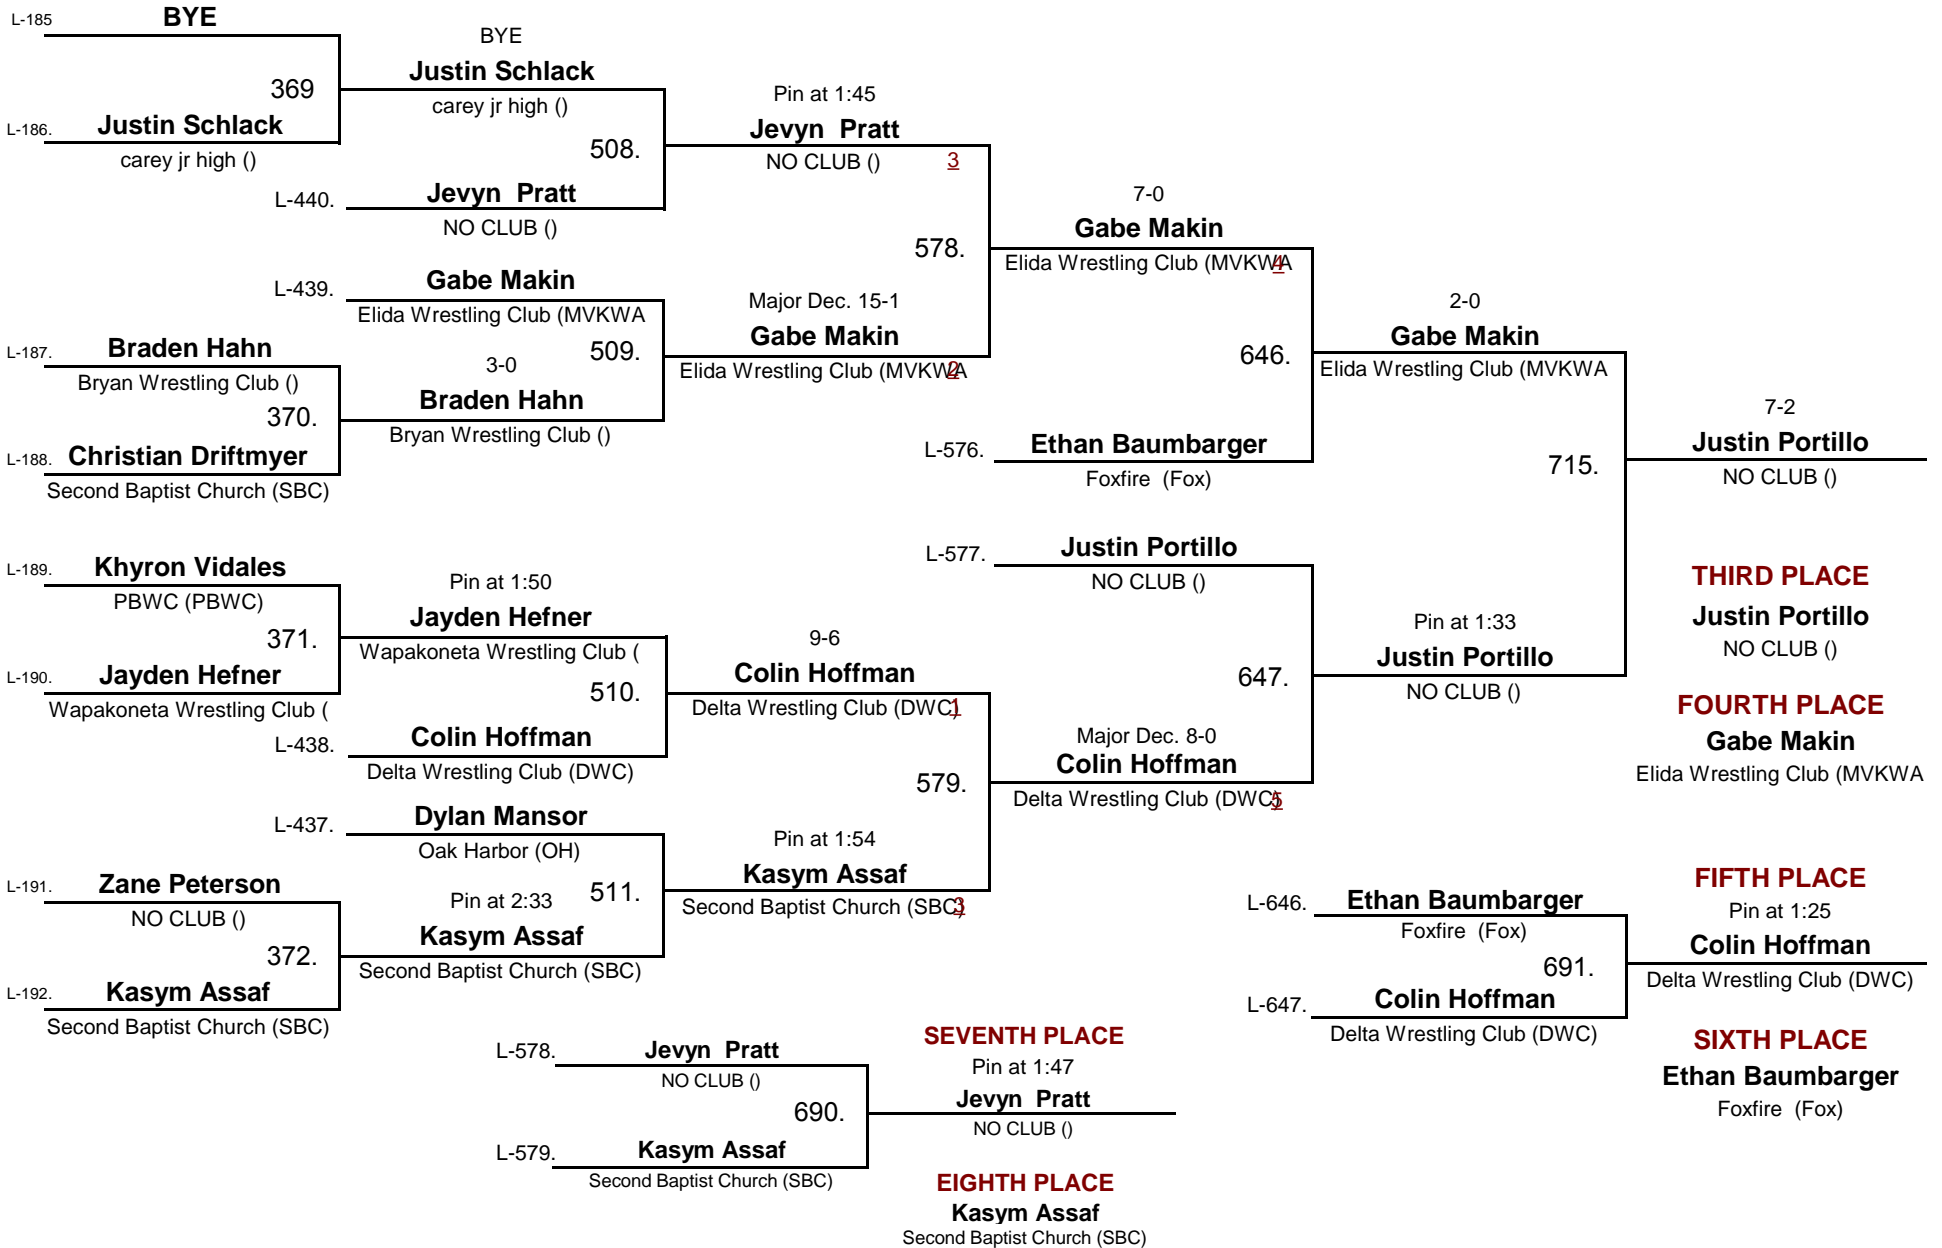 L-185
BYE
369
L-186.
Justin Schlack
carey jr high ()
BYE
Justin Schlack
carey jr high ()
508.
L-440.
Jevyn  Pratt
NO CLUB ()
Pin at 1:45
Jevyn  Pratt
NO CLUB ()
3
L-439.
Gabe Makin
Elida Wrestling Club (MVKWA
L-187.
Braden Hahn
Bryan Wrestling Club ()
370.
L-188.
Christian Driftmyer
Second Baptist Church (SBC)
3-0
509.
Braden Hahn
Bryan Wrestling Club ()
Major Dec. 15-1
Gabe Makin
Elida Wrestling Club (MVKWA
2
578.
7-0
Gabe Makin
Elida Wrestling Club (MVKWA
4
646.
L-576.
Ethan Baumbarger
Foxfire  (Fox)
2-0
Gabe Makin
Elida Wrestling Club (MVKWA
715.
7-2
Justin Portillo
NO CLUB ()
L-189.
Khyron Vidales
PBWC (PBWC)
371.
L-190.
Jayden Hefner
Wapakoneta Wrestling Club (
Pin at 1:50
Jayden Hefner
Wapakoneta Wrestling Club (
510.
L-438.
Colin Hoffman
Delta Wrestling Club (DWC)
9-6
Colin Hoffman
Delta Wrestling Club (DWC)
1
L-437.
Dylan Mansor
Oak Harbor (OH)
L-191.
Zane Peterson
NO CLUB ()
372.
L-192.
Kasym Assaf
Second Baptist Church (SBC)
Pin at 2:33
511.
Kasym Assaf
Second Baptist Church (SBC)
Pin at 1:54
Kasym Assaf
Second Baptist Church (SBC)
3
579.
L-577.
Justin Portillo
NO CLUB ()
647.
Major Dec. 8-0
Colin Hoffman
Delta Wrestling Club (DWC)
5
Pin at 1:33
Justin Portillo
NO CLUB ()
THIRD PLACE
Justin Portillo
NO CLUB ()
FOURTH PLACE
Gabe Makin
Elida Wrestling Club (MVKWA
L-646.
Ethan Baumbarger
Foxfire  (Fox)
691.
L-647.
Colin Hoffman
Delta Wrestling Club (DWC)
FIFTH PLACE
Pin at 1:25
Colin Hoffman
Delta Wrestling Club (DWC)
SIXTH PLACE
Ethan Baumbarger
Foxfire  (Fox)
L-578.
Jevyn  Pratt
NO CLUB ()
690.
L-579.
Kasym Assaf
Second Baptist Church (SBC)
SEVENTH PLACE
Pin at 1:47
Jevyn  Pratt
NO CLUB ()
EIGHTH PLACE
Kasym Assaf
Second Baptist Church (SBC)